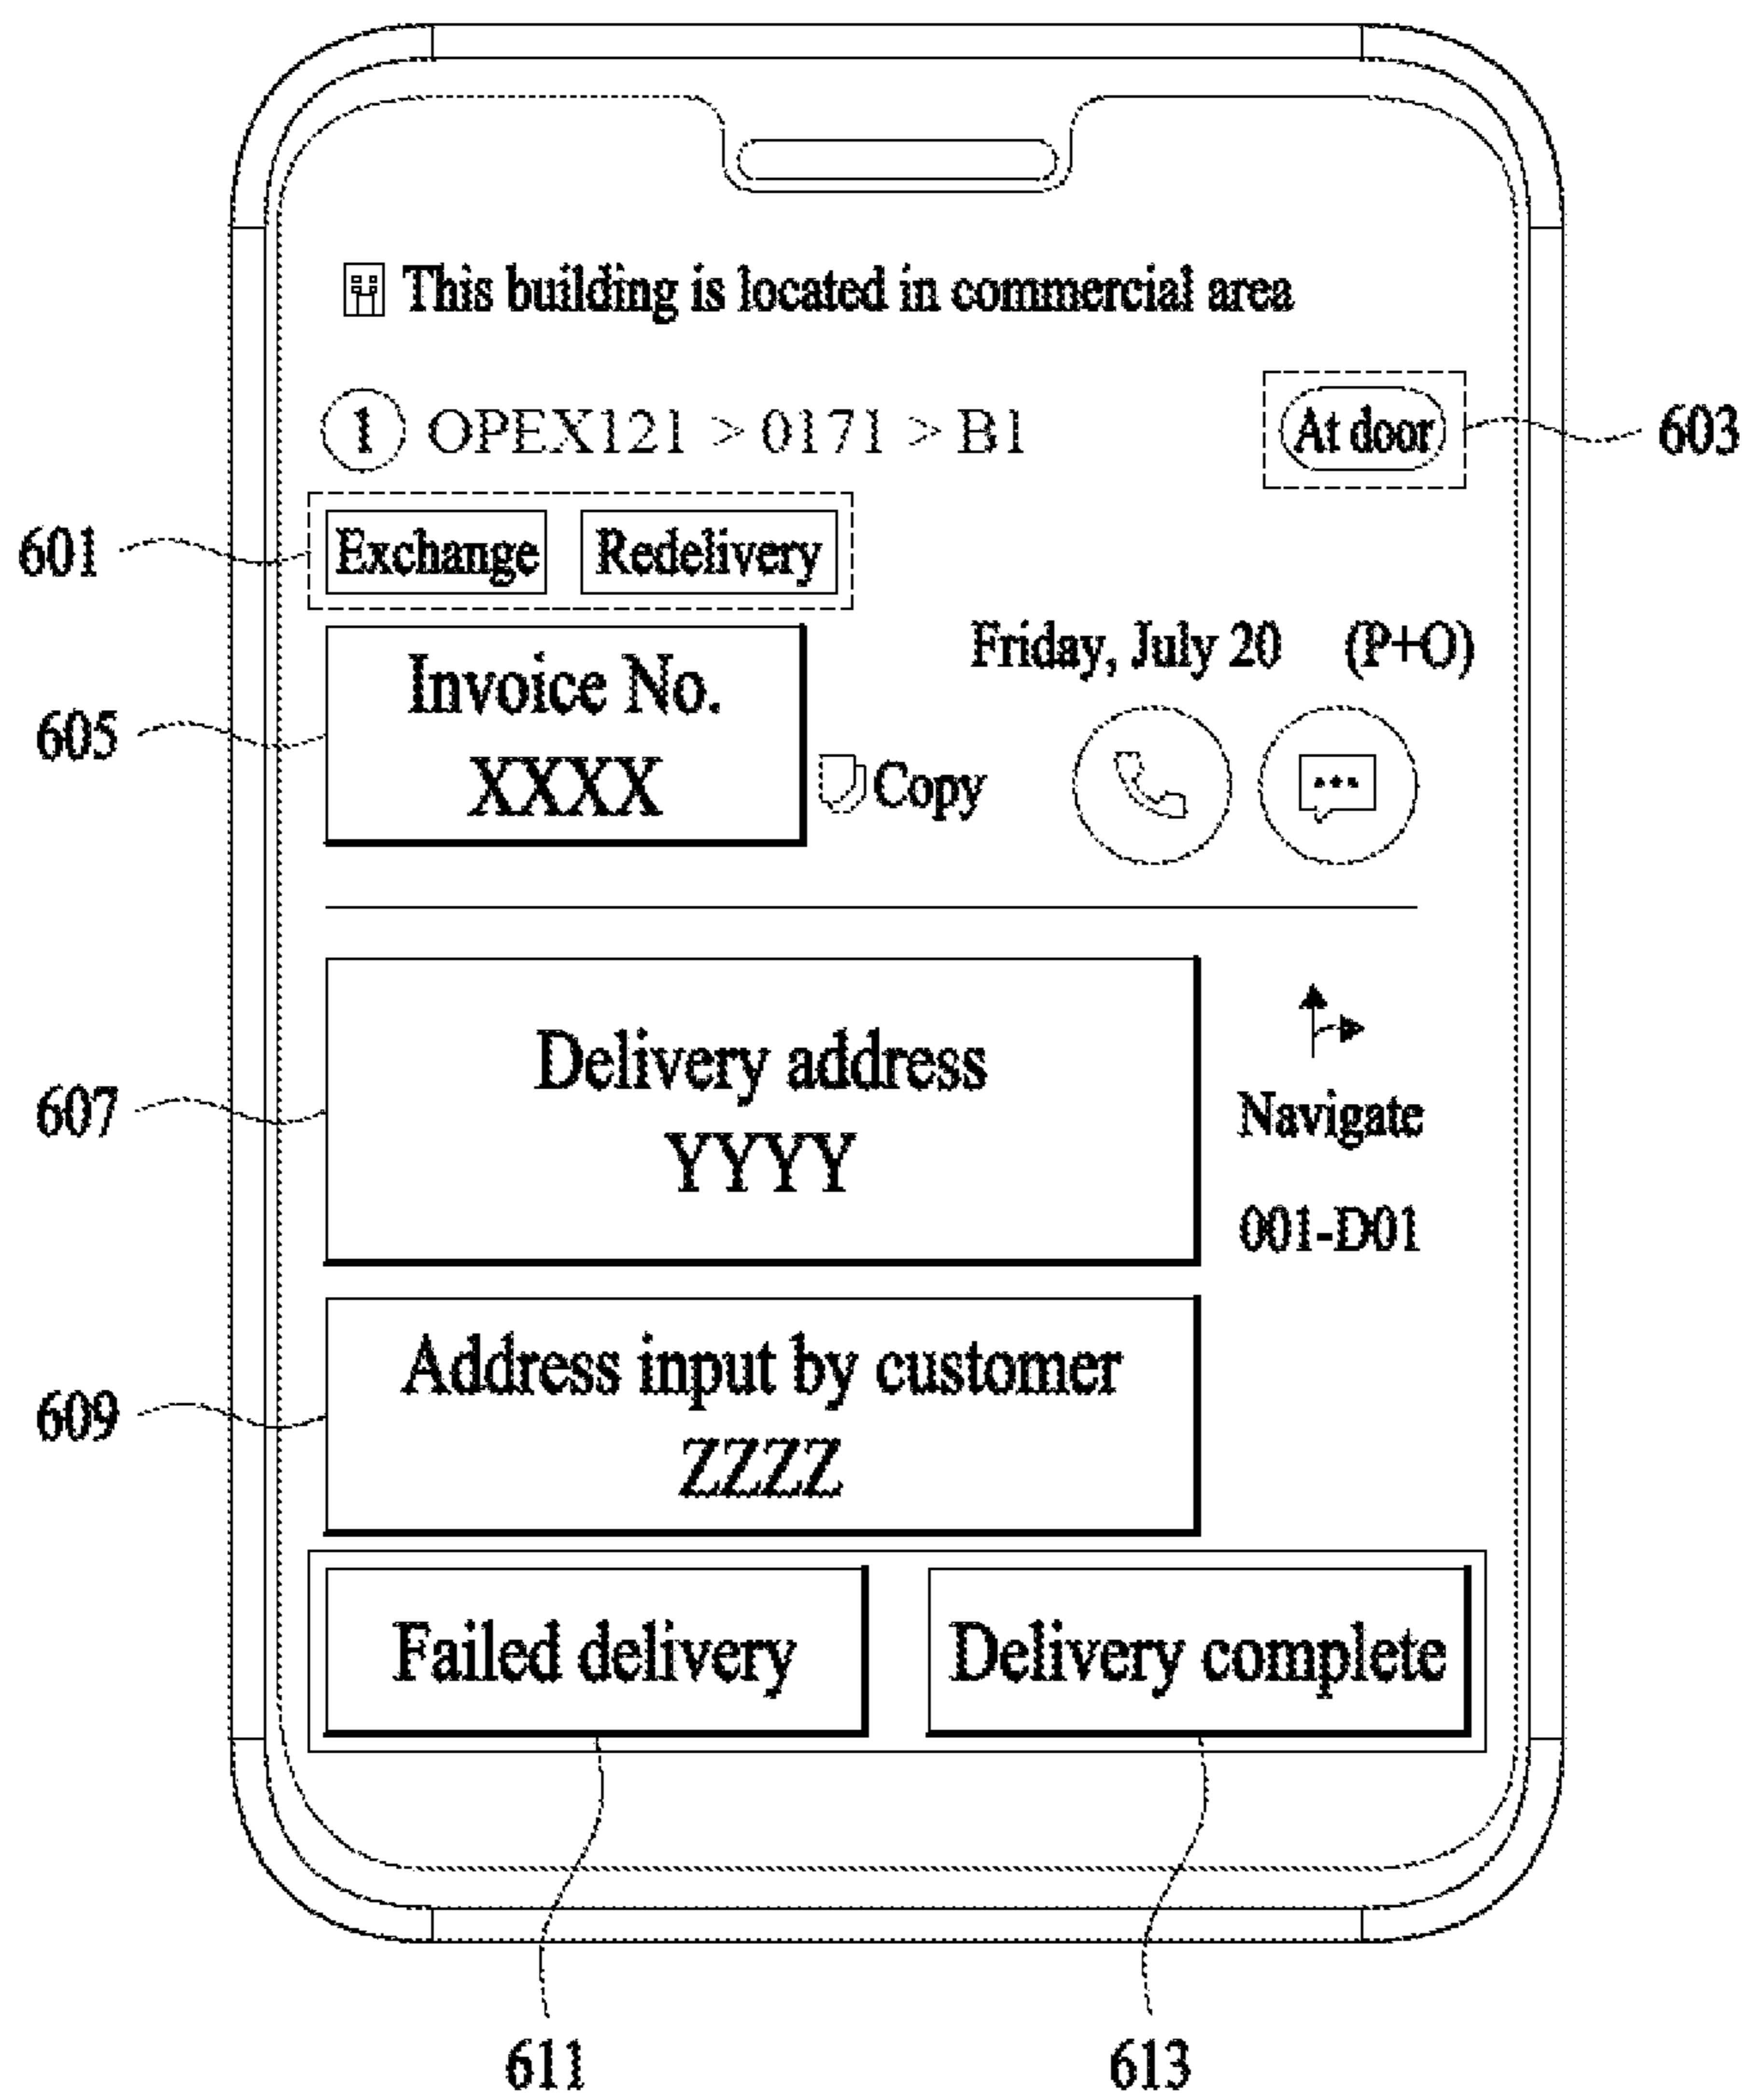 This building is located in commercial area
1 OPEX121 > 0171 > B1
At door
603
601
Exchange
Redelivery
Friday, July 20 (P+O)
605
Invoice No.
XXXX
Copy
607
Delivery address
YYYY
Navigate
001-D01
609
Address input by customer
ZZZZ
Failed delivery
Delivery complete
611
613